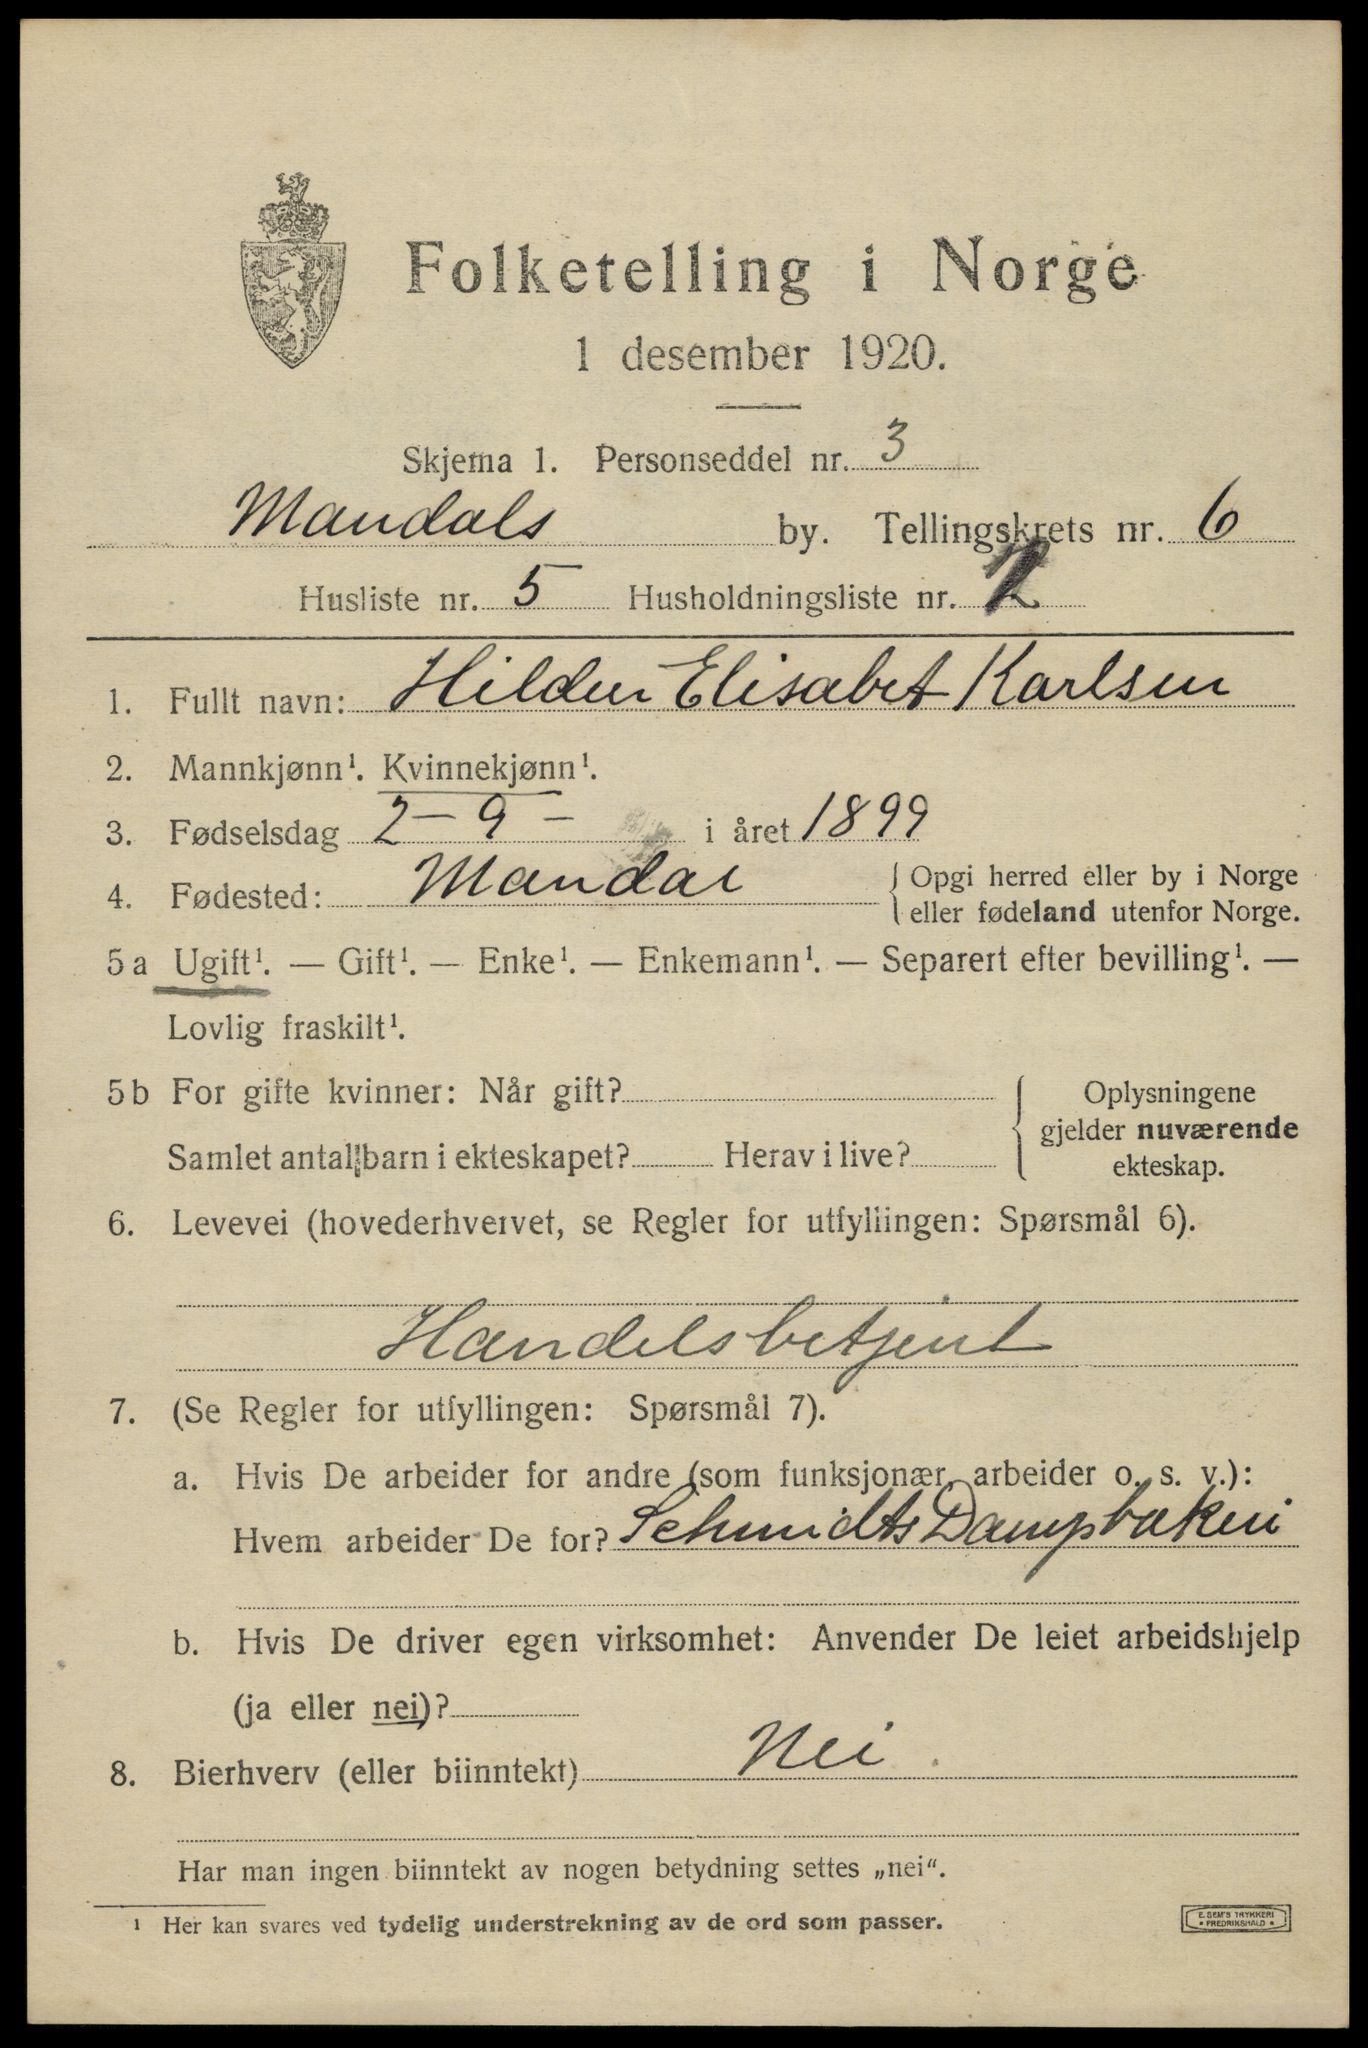 Folketelling i Norge
1 desember 1920.
Skjema 1. Personseddel nr. 3
Mandals by. Tellingskrets nr. 6
Husliste nr. 5 Husholdningsliste nr. 2
1. Fullt navn: Hildur Elisabet Karlsen
2. Mannkjønn¹. Kvinnekjønn¹.
3. Fødselsdag 2 – 9 – i året 1899
4. Fødested: Mandal { Opgi herred eller by i Norge
eller fødeland utenfor Norge.
5a Ugift¹. — Gift¹. — Enke¹. — Enkemann¹. — Separert efter bevilling¹. —
Lovlig fraskilt¹.
5b For gifte kvinner: Når gift? { Oplysningene
gjelder nuværende
Samlet antall barn i ekteskapet? Herav i live? ekteskap.
6. Levevei (hovederhvervet, se Regler for utfyllingen: Spørsmål 6).
Handelsbetjent
7. (Se Regler for utfyllingen: Spørsmål 7).
a. Hvis De arbeider for andre (som funksjonær, arbeider o. s. v.):
Hvem arbeider De for? Schmidts Dampbakeri
b. Hvis De driver egen virksomhet: Anvender De leiet arbeidshjelp
(ja eller nei)?
8. Bierhverv (eller biinntekt) Nei.
Har man ingen biinntekt av nogen betydning settes „nei“.
¹ Her kan svares ved tydelig understrekning av de ord som passer.
E. SEM'S TRYKKERI
• FREDRIKSHALD •